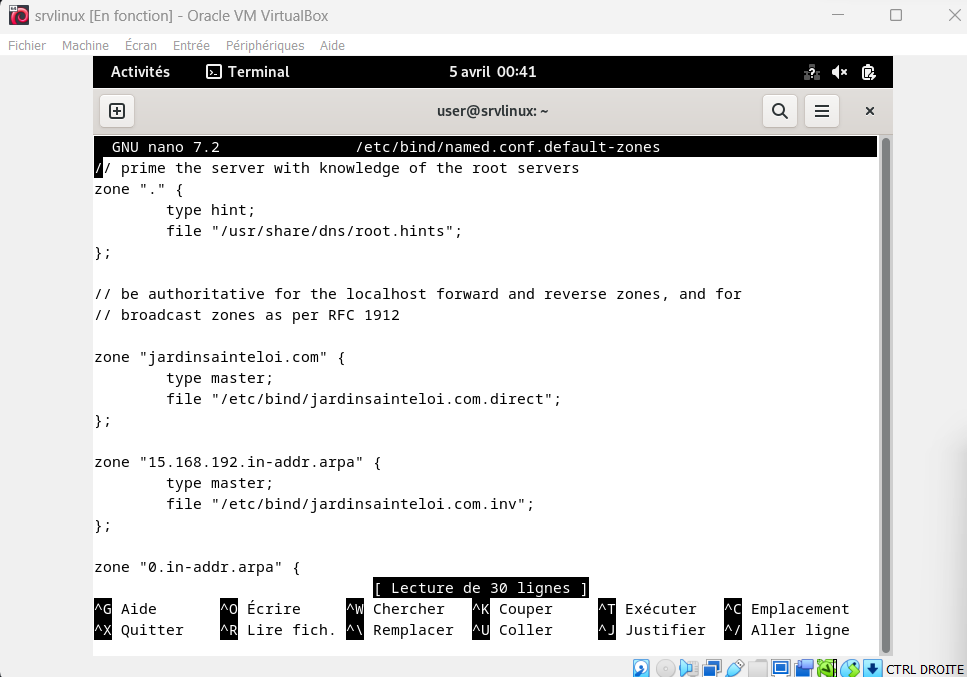 srvlinux [En fonction] - Oracle VM VirtualBox
Fichier Machine Écran Entrée Périphériques Aide
Activités Terminal 5 avril 00:41
user@srvlinux: ~
GNU nano 7.2 /etc/bind/named.conf.default-zones
// prime the server with knowledge of the root servers
zone "." {
type hint;
file "/usr/share/dns/root.hints";
};
// be authoritative for the localhost forward and reverse zones, and for
// broadcast zones as per RFC 1912
zone "jardinsainteloi.com" {
type master;
file "/etc/bind/jardinsainteloi.com.direct";
};
zone "15.168.192.in-addr.arpa" {
type master;
file "/etc/bind/jardinsainteloi.com.inv";
};
zone "0.in-addr.arpa" {
[ Lecture de 30 lignes ]
^G Aide ^O Écrire ^W Chercher ^K Couper ^T Exécuter ^C Emplacement
^X Quitter ^R Lire fich. ^\ Remplacer ^U Coller ^J Justifier ^/ Aller ligne
CTRL DROITE